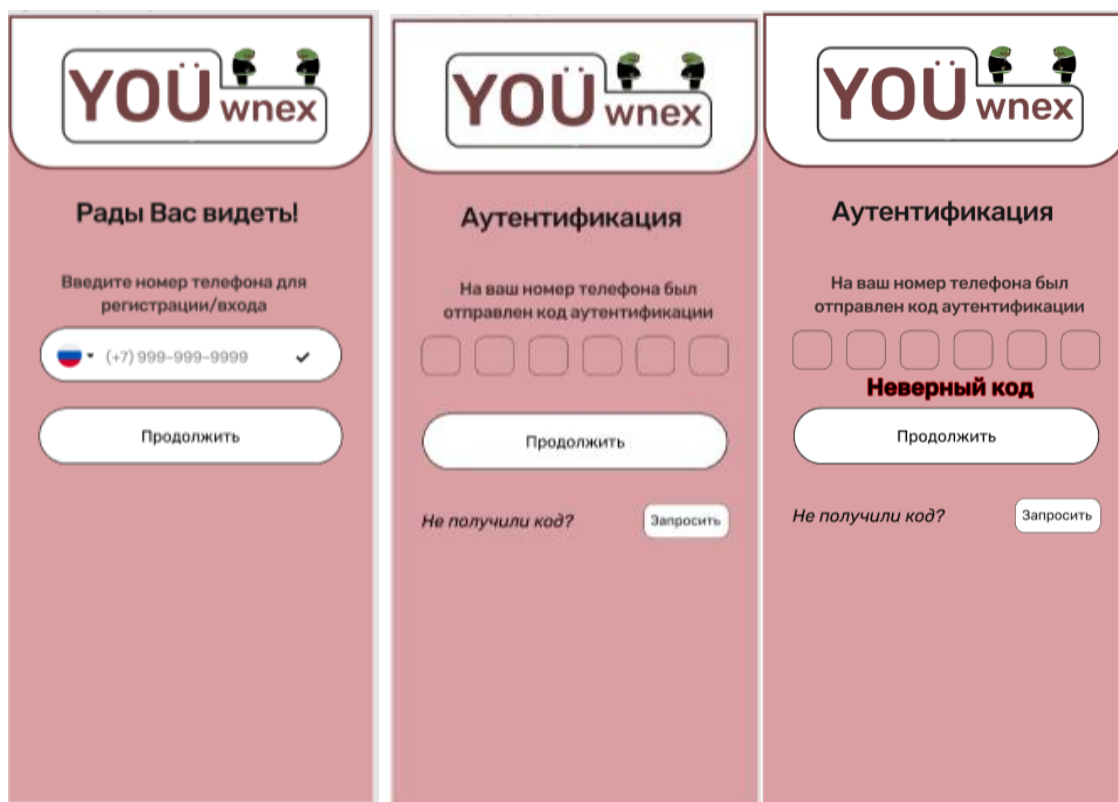 YOÜ wnex
Рады Вас видеть!
Введите номер телефона для
регистрации/входа
(+7) 999-999-9999
Продолжить
YOÜ wnex
Аутентификация
На ваш номер телефона был
отправлен код аутентификации
Продолжить
Не получили код? Запросить
YOÜ wnex
Аутентификация
На ваш номер телефона был
отправлен код аутентификации
Неверный код
Продолжить
Не получили код? Запросить